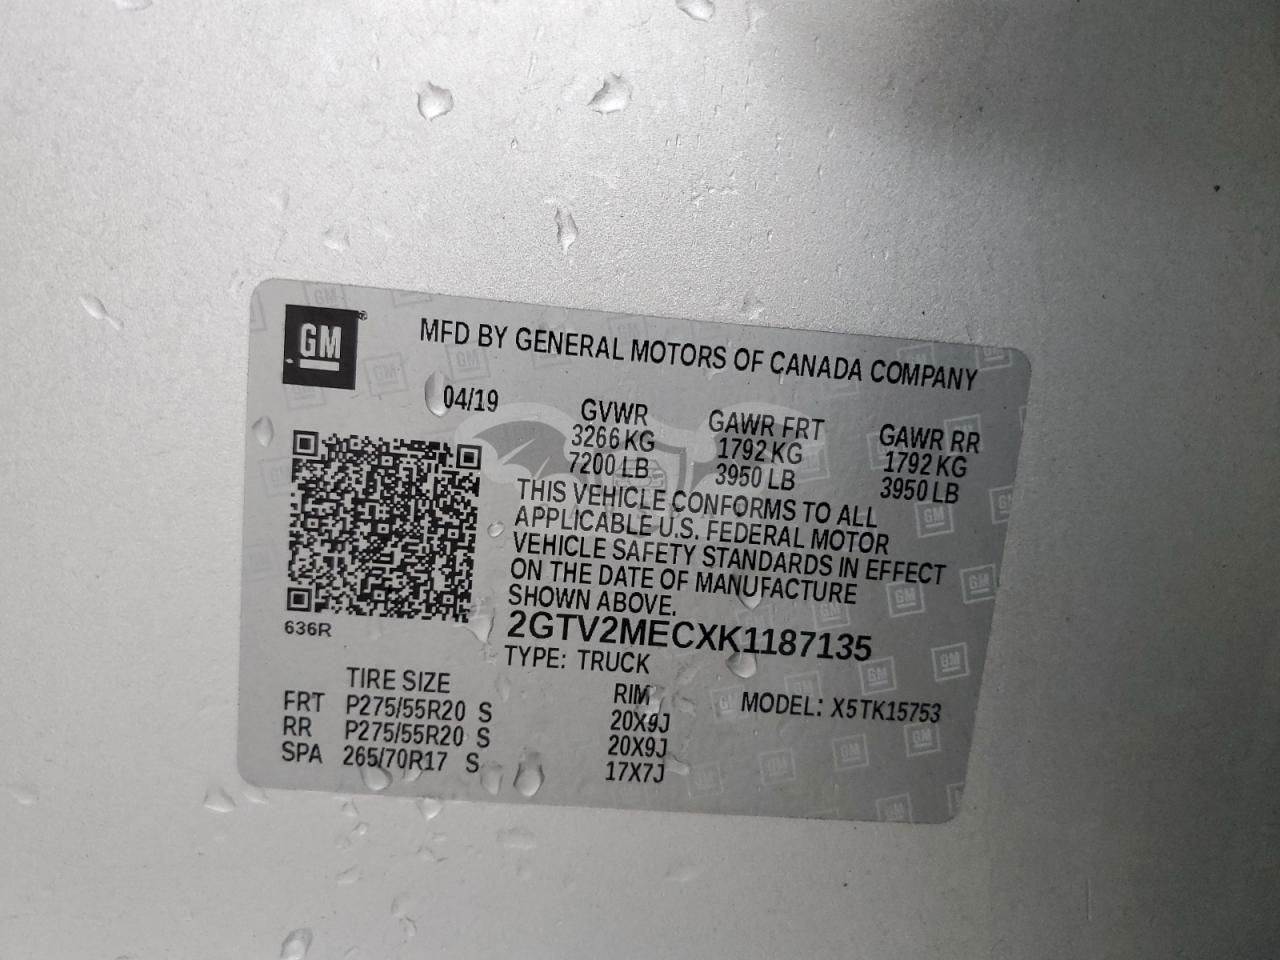 GM
MFD BY GENERAL MOTORS OF CANADA COMPANY
04/19
GVWR GAWR FRT GAWR RR
3266 KG 1792 KG 1792 KG
7200 LB 3950 LB 3950 LB
THIS VEHICLE CONFORMS TO ALL
APPLICABLE U.S. FEDERAL MOTOR
VEHICLE SAFETY STANDARDS IN EFFECT
ON THE DATE OF MANUFACTURE
SHOWN ABOVE.
636R
2GTV2MECXK1187135
TYPE: TRUCK
TIRE SIZE RIM MODEL: X5TK15753
FRT P275/55R20 S 20X9J
RR P275/55R20 S 20X9J
SPA 265/70R17 S 17X7J